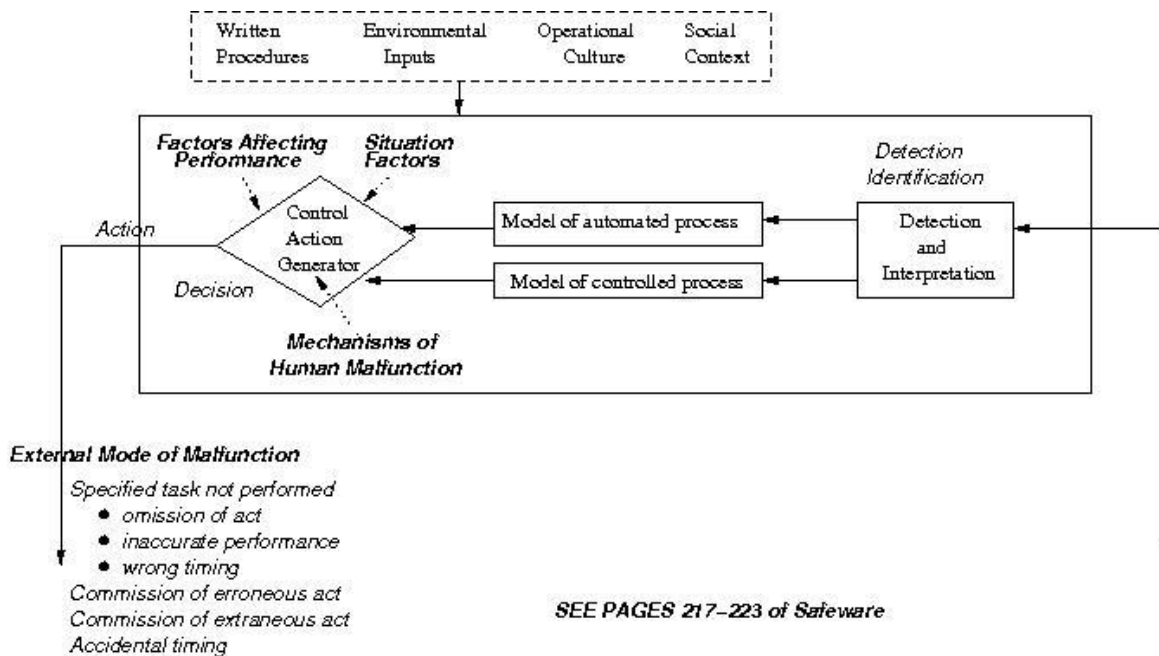 Written Environmental Operational Social
Procedures Inputs Culture Context
Factors Affecting
Performance
Situation
Factors
Detection
Identification
Action
Control
Action
Generator
Decision
Model of automated process
Model of controlled process
Detection
and
Interpretation
Mechanisms of
Human Malfunction
External Mode of Malfunction
Specified task not performed
• omission of act
• inaccurate performance
• wrong timing
Commission of erroneous act
Commission of extraneous act
Accidental timing
SEE PAGES 217–223 of Safeware